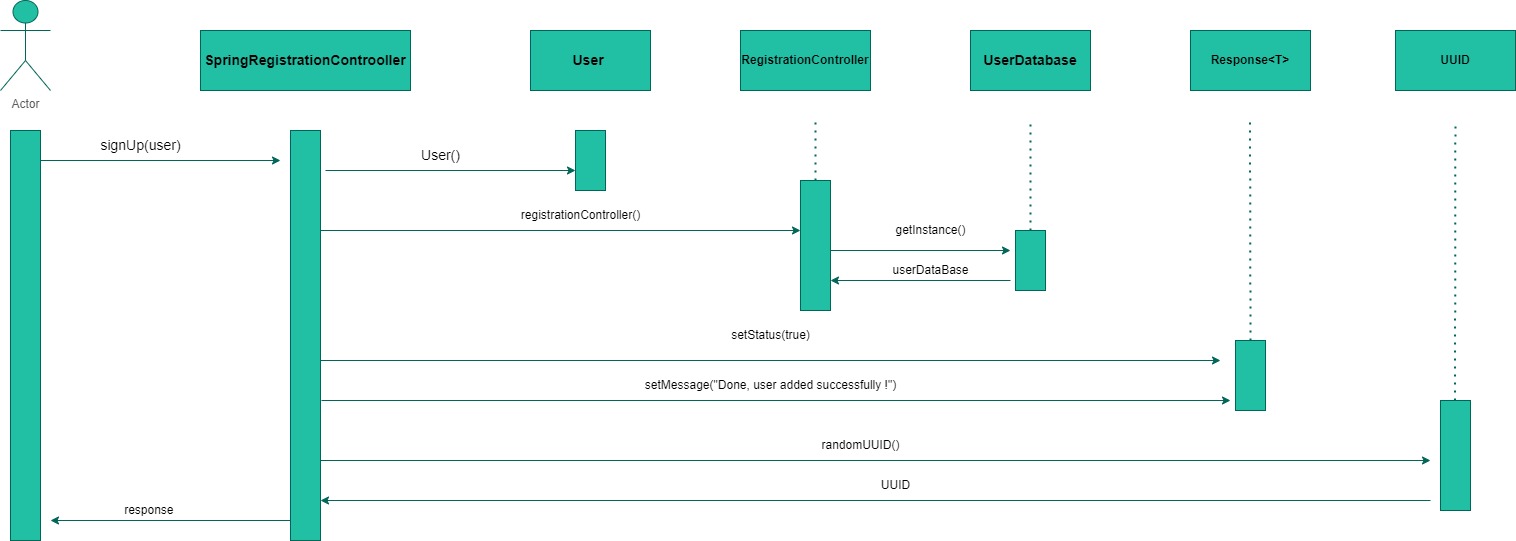 SpringRegistrationControoller
User
RegistrationController
UserDatabase
Response<T>
UUID
Actor
signUp(user)
User()
registrationController()
getInstance()
userDataBase
setStatus(true)
setMessage("Done, user added successfully !")
randomUUID()
UUID
response